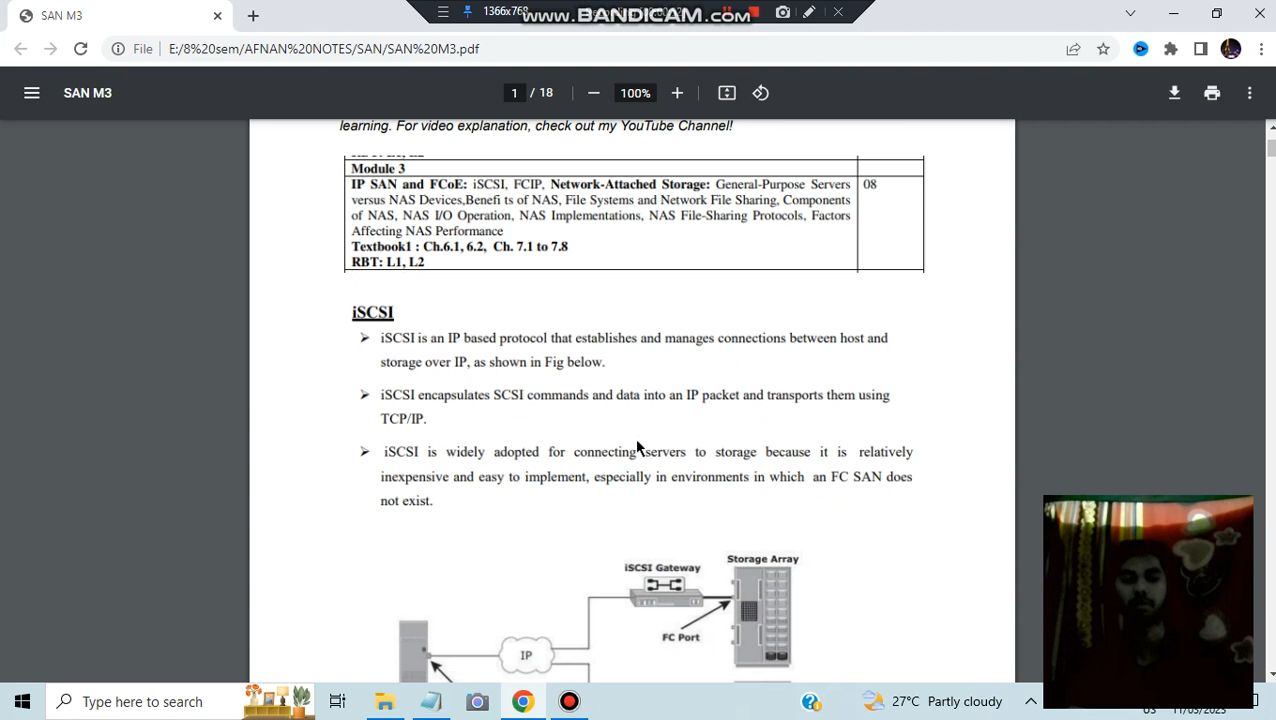 SAN M3
1366x768
www.BANDICAM.com
File
E:/8%20sem/AFNAN%20NOTES/SAN/SAN%20M3.pdf
SAN M3
1 / 18
100%
learning. For video explanation, check out my YouTube Channel!
Module 3
IP SAN and FCoE: iSCSI, FCIP, Network-Attached Storage: General-Purpose Servers 08
versus NAS Devices,Benefi ts of NAS, File Systems and Network File Sharing, Components
of NAS, NAS I/O Operation, NAS Implementations, NAS File-Sharing Protocols, Factors
Affecting NAS Performance
Textbook1 : Ch.6.1, 6.2, Ch. 7.1 to 7.8
RBT: L1, L2
iSCSI
➢ iSCSI is an IP based protocol that establishes and manages connections between host and
storage over IP, as shown in Fig below.
➢ iSCSI encapsulates SCSI commands and data into an IP packet and transports them using
TCP/IP.
➢ iSCSI is widely adopted for connecting servers to storage because it is relatively
inexpensive and easy to implement, especially in environments in which an FC SAN does
not exist.
Storage Array
iSCSI Gateway
FC Port
IP
Type here to search
27°C Partly cloudy
US
11/05/2023